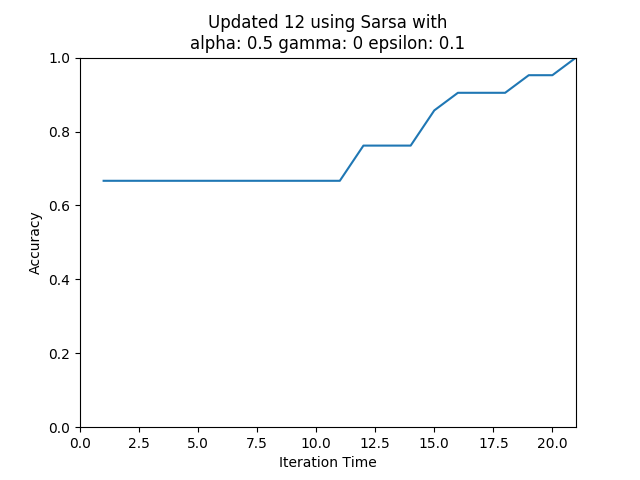 Updated 12 using Sarsa with
alpha: 0.5 gamma: 0 epsilon: 0.1
1.0
0.8
0.6
0.4
0.2
0.0
Accuracy
0.0 2.5 5.0 7.5 10.0 12.5 15.0 17.5 20.0
Iteration Time